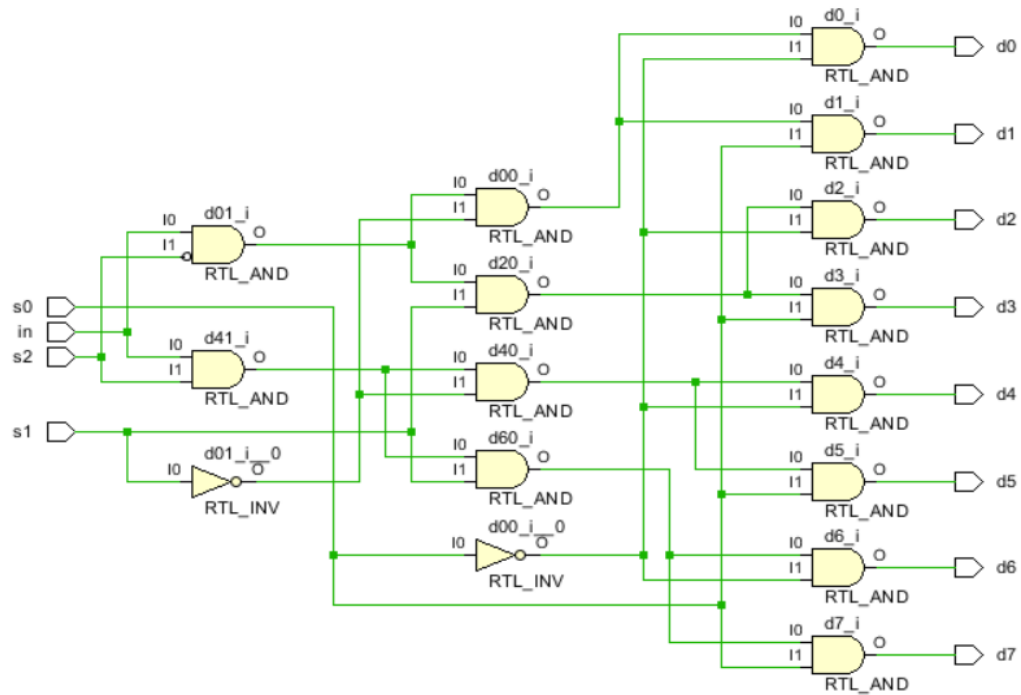 d0_i
I0
I1
O
RTL_AND
d0
d1_i
I0
I1
O
RTL_AND
d1
d00_i
I0
I1
O
RTL_AND
d2_i
I0
I1
O
RTL_AND
d2
d01_i
I0
I1
O
RTL_AND
d20_i
I0
I1
O
RTL_AND
d3_i
I0
I1
O
RTL_AND
d3
s0
in
s2
d41_i
I0
I1
O
RTL_AND
d40_i
I0
I1
O
RTL_AND
d4_i
I0
I1
O
RTL_AND
d4
s1
d01_i__0
I0
O
RTL_INV
d60_i
I0
I1
O
RTL_AND
d5_i
I0
I1
O
RTL_AND
d5
d00_i__0
I0
O
RTL_INV
d6_i
I0
I1
O
RTL_AND
d6
d7_i
I0
I1
O
RTL_AND
d7